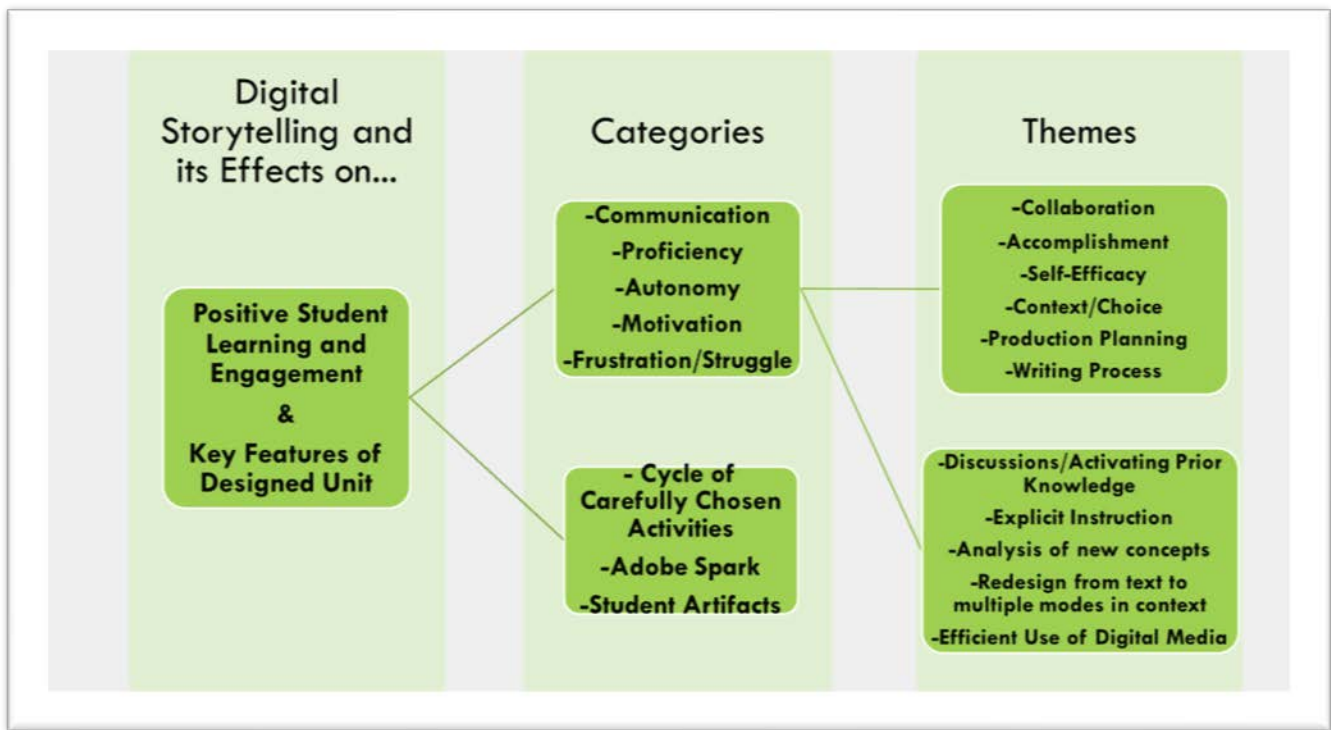 Digital
Storytelling and
its Effects on...
Positive Student
Learning and
Engagement
&
Key Features of
Designed Unit
Categories
-Communication
-Proficiency
-Autonomy
-Motivation
-Frustration/Struggle
- Cycle of
Carefully Chosen
Activities
-Adobe Spark
-Student Artifacts
Themes
-Collaboration
-Accomplishment
-Self-Efficacy
-Context/Choice
-Production Planning
-Writing Process
-Discussions/Activating Prior
Knowledge
-Explicit Instruction
-Analysis of new concepts
-Redesign from text to
multiple modes in context
-Efficient Use of Digital Media